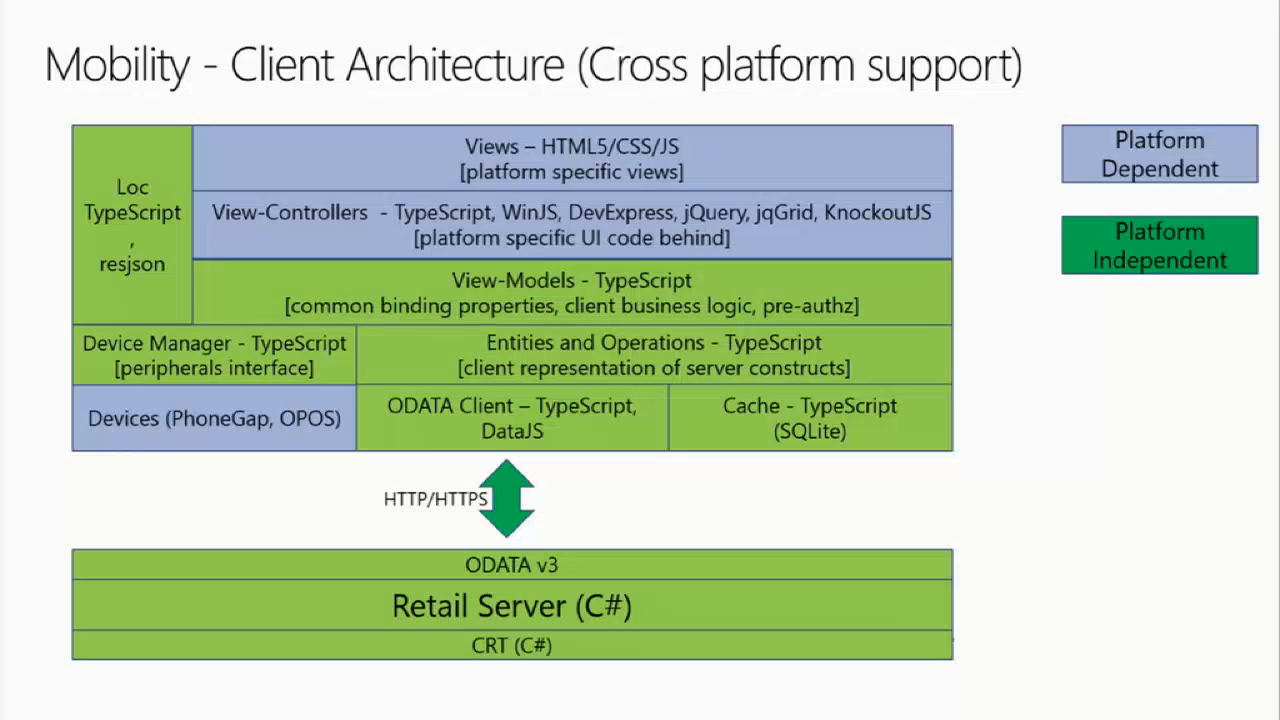 Mobility - Client Architecture (Cross platform support)
Loc
TypeScript
,
resjson
Views – HTML5/CSS/JS
[platform specific views]
View-Controllers - TypeScript, WinJS, DevExpress, jQuery, jqGrid, KnockoutJS
[platform specific UI code behind]
View-Models - TypeScript
[common binding properties, client business logic, pre-authz]
Device Manager - TypeScript
[peripherals interface]
Entities and Operations - TypeScript
[client representation of server constructs]
Devices (PhoneGap, OPOS)
ODATA Client – TypeScript,
DataJS
Cache - TypeScript
(SQLite)
HTTP/HTTPS
ODATA v3
Retail Server (C#)
CRT (C#)
Platform
Dependent
Platform
Independent